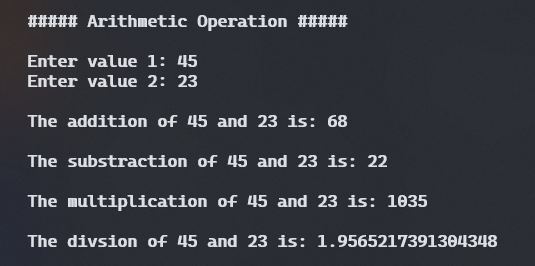 ##### Arithmetic Operation #####
Enter value 1: 45
Enter value 2: 23
The addition of 45 and 23 is: 68
The substraction of 45 and 23 is: 22
The multiplication of 45 and 23 is: 1035
The divsion of 45 and 23 is: 1.9565217391304348